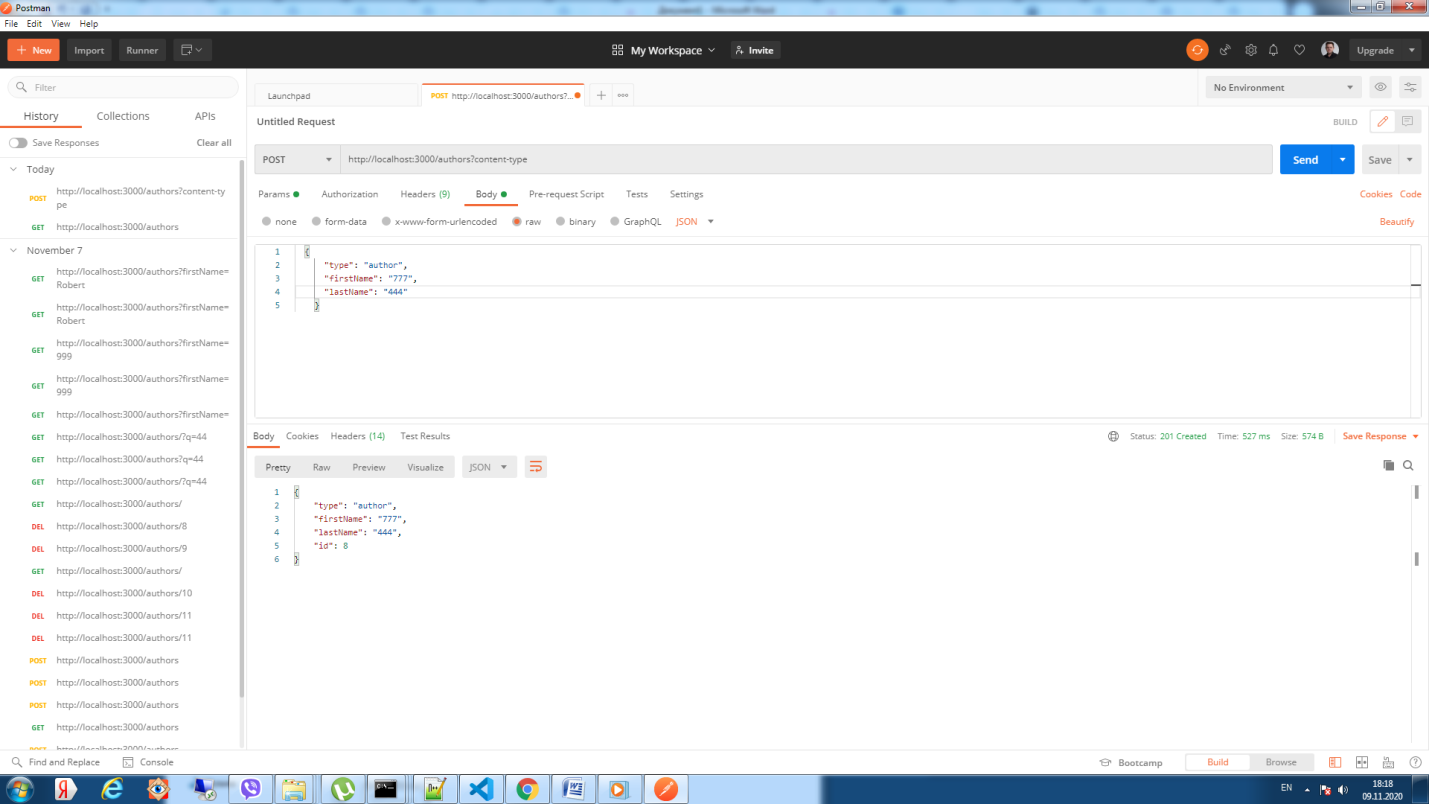 Postman
File Edit View Help
New Import Runner My Workspace Invite Upgrade
Filter
History Collections APIs
Save Responses Clear all
Today
POST http://localhost:3000/authors?content-ty
pe
GET http://localhost:3000/authors
November 7
GET http://localhost:3000/authors?firstName=
Robert
GET http://localhost:3000/authors?firstName=
Robert
GET http://localhost:3000/authors?firstName=
999
GET http://localhost:3000/authors?firstName=
999
GET http://localhost:3000/authors?firstName=
GET http://localhost:3000/authors/?q=44
GET http://localhost:3000/authors?q=44
GET http://localhost:3000/authors/?q=44
GET http://localhost:3000/authors/
DEL http://localhost:3000/authors/8
DEL http://localhost:3000/authors/9
GET http://localhost:3000/authors/
DEL http://localhost:3000/authors/10
DEL http://localhost:3000/authors/11
DEL http://localhost:3000/authors/11
POST http://localhost:3000/authors
POST http://localhost:3000/authors
POST http://localhost:3000/authors
GET http://localhost:3000/authors
POST http://localhost:3000/authors
Launchpad POST http://localhost:3000/authors?... No Environment
Untitled Request BUILD
POST http://localhost:3000/authors?content-type Send Save
Params Authorization Headers (9) Body Pre-request Script Tests Settings Cookies Code
none form-data x-www-form-urlencoded raw binary GraphQL JSON Beautify
1 {
2 "type": "author",
3 "firstName": "777",
4 "lastName": "444"
5 }
Body Cookies Headers (14) Test Results Status: 201 Created Time: 527 ms Size: 574 B Save Response
Pretty Raw Preview Visualize JSON
1 {
2 "type": "author",
3 "firstName": "777",
4 "lastName": "444",
5 "id": 8
6 }
Find and Replace Console Bootcamp Build Browse
EN 18:18
09.11.2020